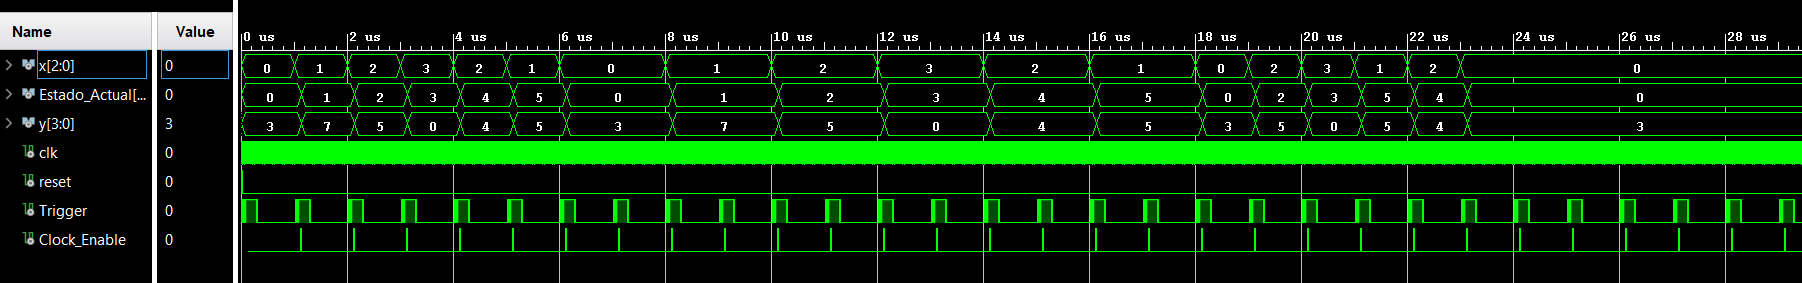 Name Value
0 us 2 us 4 us 6 us 8 us 10 us 12 us 14 us 16 us 18 us 20 us 22 us 24 us 26 us 28 us
x[2:0] 0 0 1 2 3 2 1 0 1 2 3 2 1 0 2 3 1 2 0
Estado_Actual[... 0 0 1 2 3 4 5 0 1 2 3 4 5 0 2 3 5 4 0
y[3:0] 3 3 7 5 0 4 5 3 7 5 0 4 5 3 5 0 5 4 3
clk 0
reset 0
Trigger 0
Clock_Enable 0